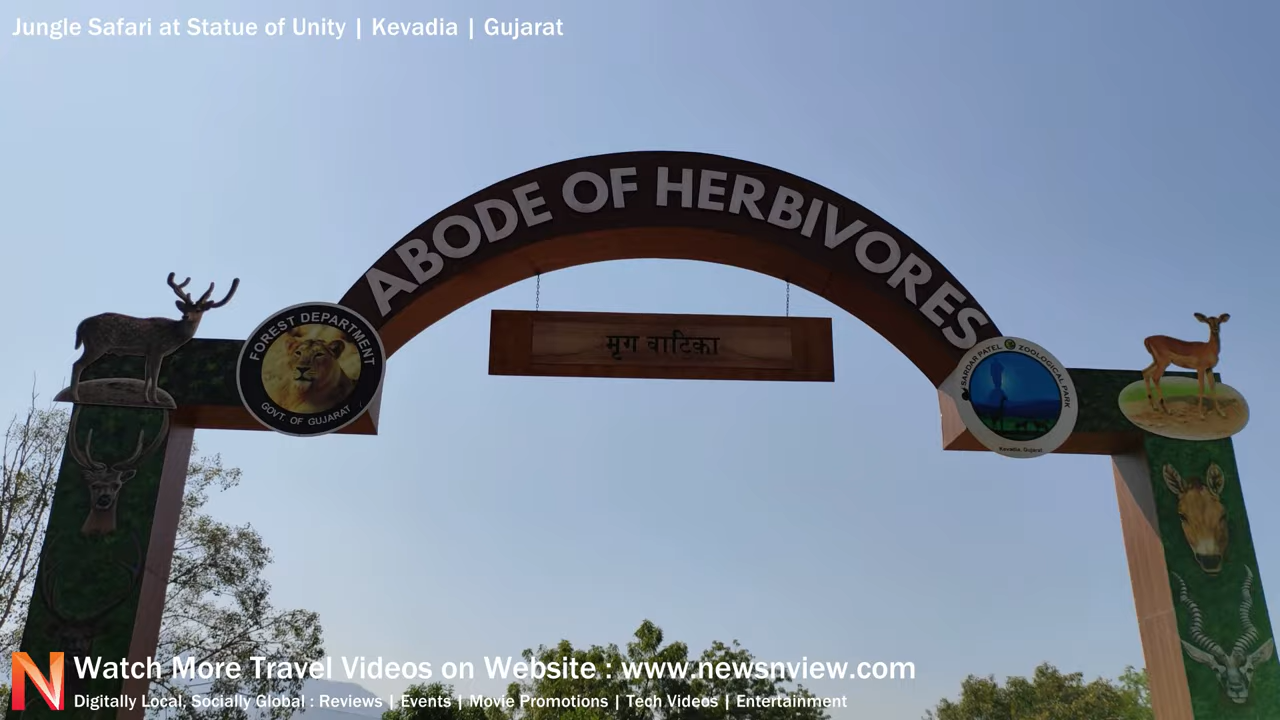 Jungle Safari at Statue of Unity | Kevadia | Gujarat
ABODE OF HERBIVORES
मृग वाटिका
FOREST DEPARTMENT
GOVT. OF GUJARAT
SARDAR PATEL ZOOLOGICAL PARK
Kevadia, Gujarat
N Watch More Travel Videos on Website : www.newsnview.com
Digitally Local, Socially Global : Reviews | Events | Movie Promotions | Tech Videos | Entertainment